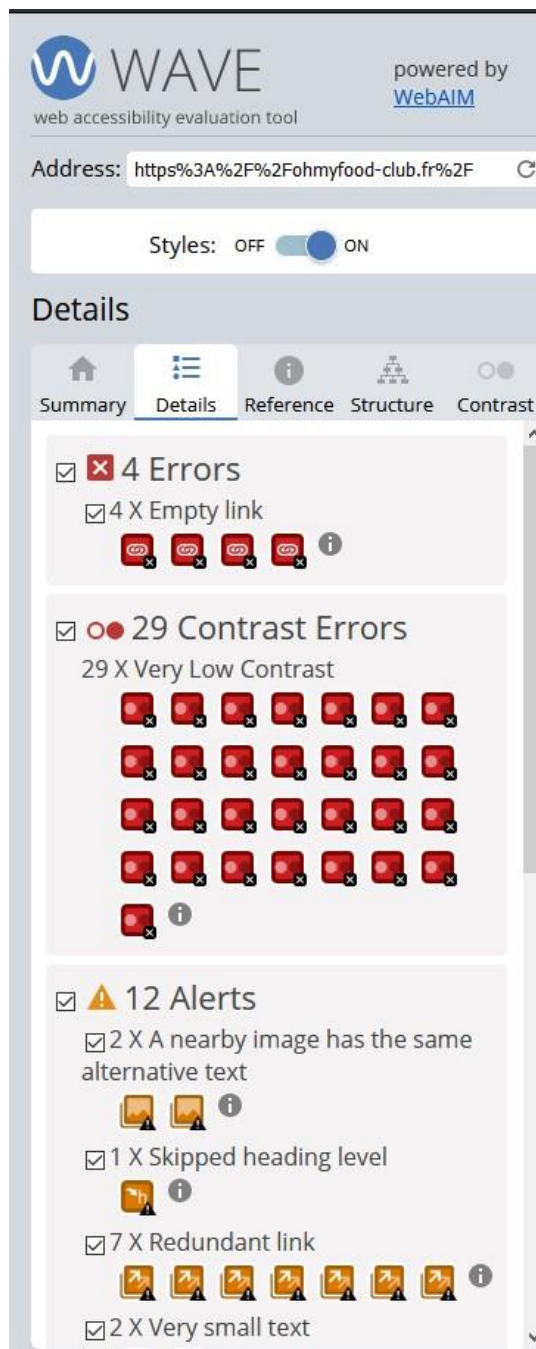 WAVE
powered by
WebAIM
web accessibility evaluation tool
Address: https%3A%2F%2Fohmyfood-club.fr%2F
Styles: OFF ON
Details
Summary Details Reference Structure Contrast
4 Errors
4 X Empty link
29 Contrast Errors
29 X Very Low Contrast
12 Alerts
2 X A nearby image has the same
alternative text
1 X Skipped heading level
h
7 X Redundant link
2 X Very small text